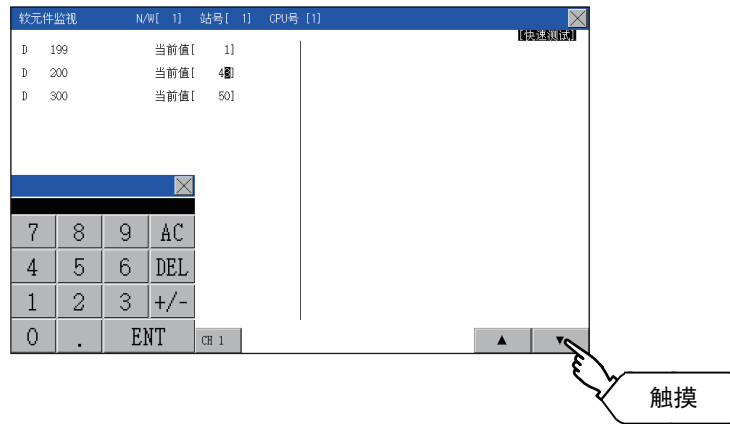 软元件监视 N/W[ 1] 站号[ 1] CPU号 [1]
[快速测试]
D 199 当前值[ 1]
D 200 当前值[ 43]
D 300 当前值[ 50]
7 8 9 AC
4 5 6 DEL
1 2 3 +/-
0 . ENT CH 1 ▲ ▼
触摸